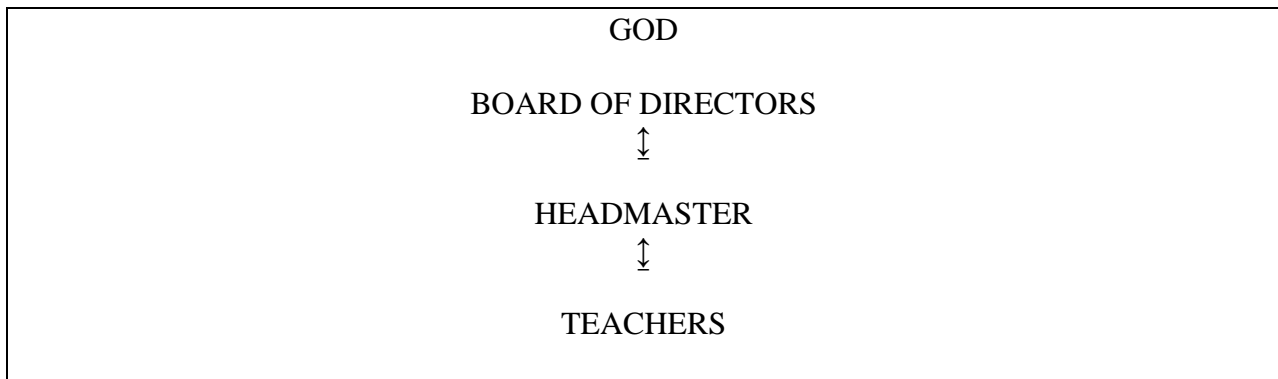 GOD
BOARD OF DIRECTORS
↨
HEADMASTER
↨
TEACHERS